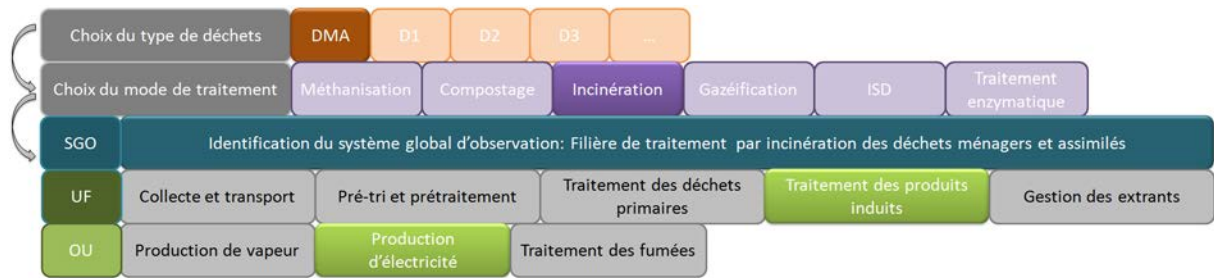 Choix du type de déchets DMA D1 D2 D3 ...
Choix du mode de traitement Méthanisation Compostage Incinération Gazéification ISD Traitement
enzymatique
SGO Identification du système global d'observation: Filière de traitement par incinération des déchets ménagers et assimilés
UF Collecte et transport Pré-tri et prétraitement Traitement des déchets
primaires Traitement des produits
induits Gestion des extrants
OU Production de vapeur Production
d'électricité Traitement des fumées